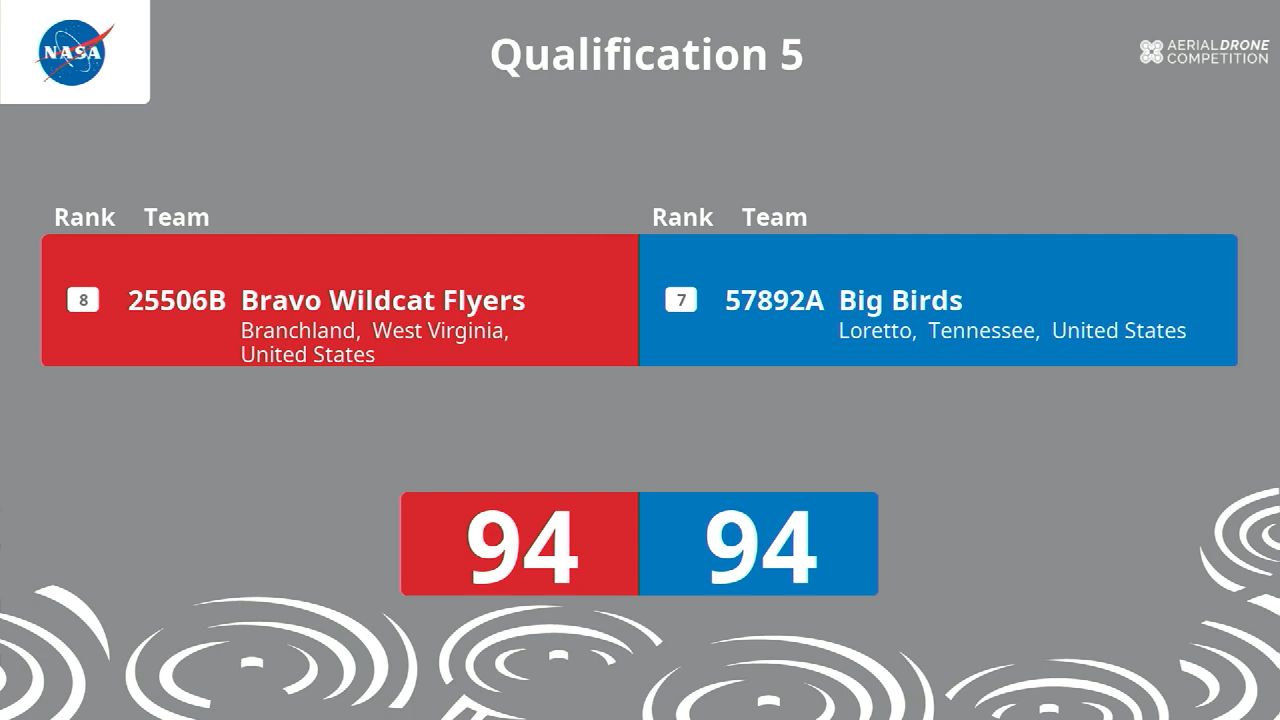 NASA
Qualification 5
AERIAL DRONE
COMPETITION
Rank Team
Rank Team
8 25506B Bravo Wildcat Flyers
Branchland, West Virginia,
United States
7 57892A Big Birds
Loretto, Tennessee, United States
94 94